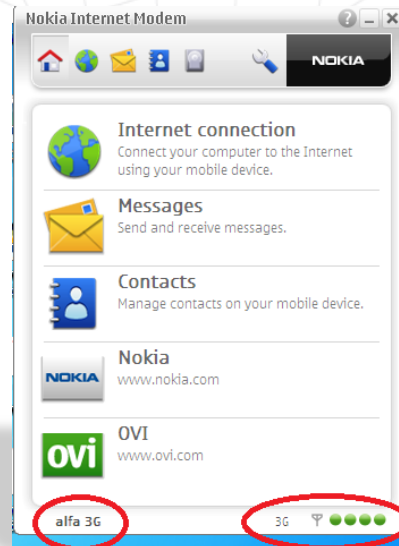 Nokia Internet Modem
NOKIA
Internet connection
Connect your computer to the Internet
using your mobile device.
Messages
Send and receive messages.
Contacts
Manage contacts on your mobile device.
NOKIA
Nokia
www.nokia.com
ovi
OVI
www.ovi.com
alfa 3G
3G